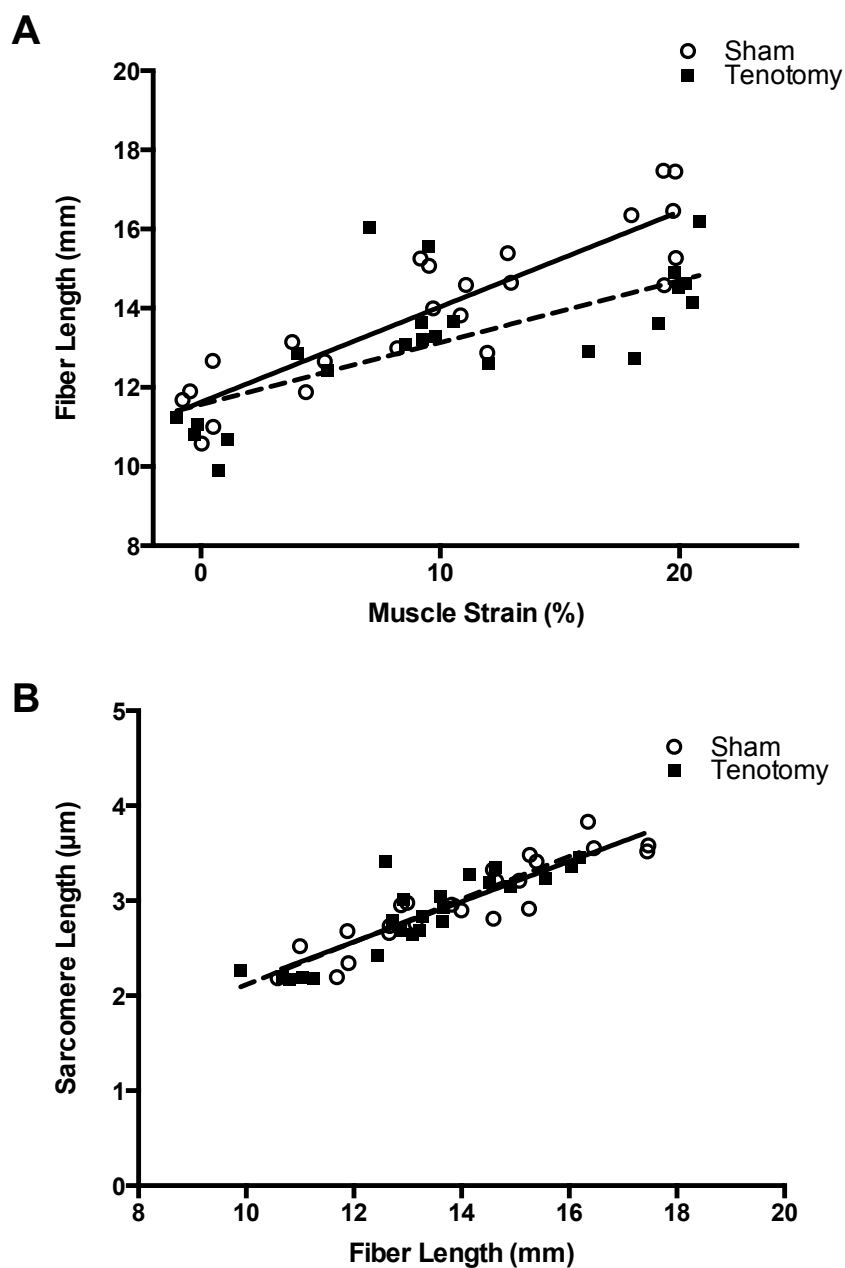 A
Sham
Tenotomy
20
18
16
14
12
10
8
Fiber Length (mm)
0 10 20
Muscle Strain (%)
B
Sham
Tenotomy
5
4
3
2
1
0
Sarcomere Length (µm)
8 10 12 14 16 18 20
Fiber Length (mm)